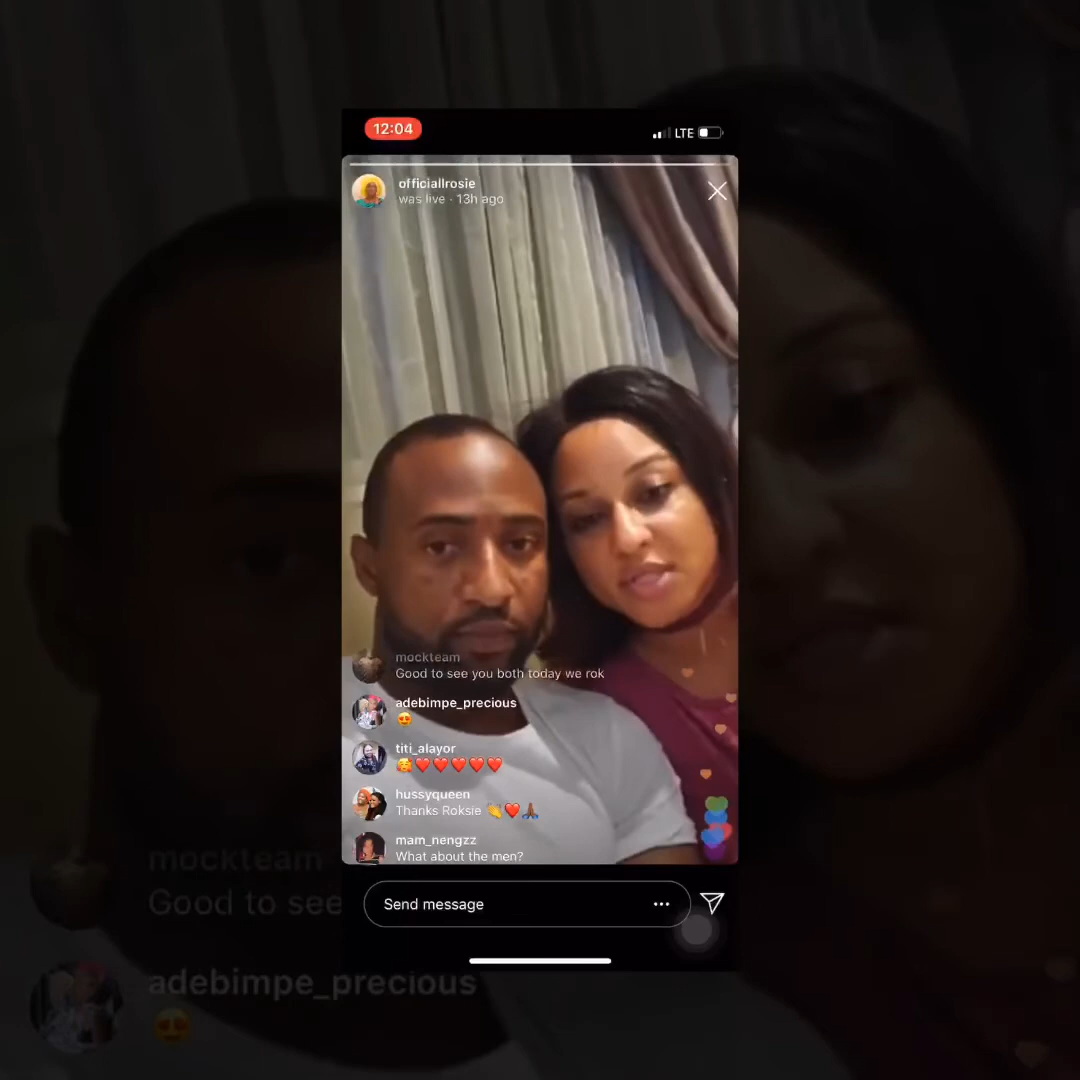 12:04
LTE
officiallrosie
was live · 13h ago
mockteam
Good to see you both today we rok
adebimpe_precious
😍
titi_alayor
🥰❤️❤️❤️❤️❤️
hussyqueen
Thanks Roksie 👏🏾❤️🙏🏾
mam_nengzz
What about the men?
Send message
mockteam
Good to see
adebimpe_precious
😍